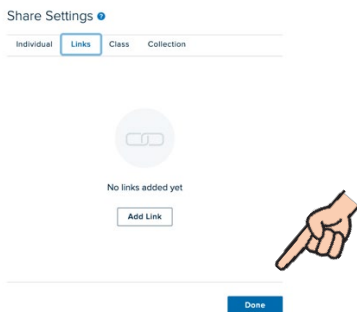 Share Settings ?
Individual Links Class Collection
No links added yet
Add Link
Done